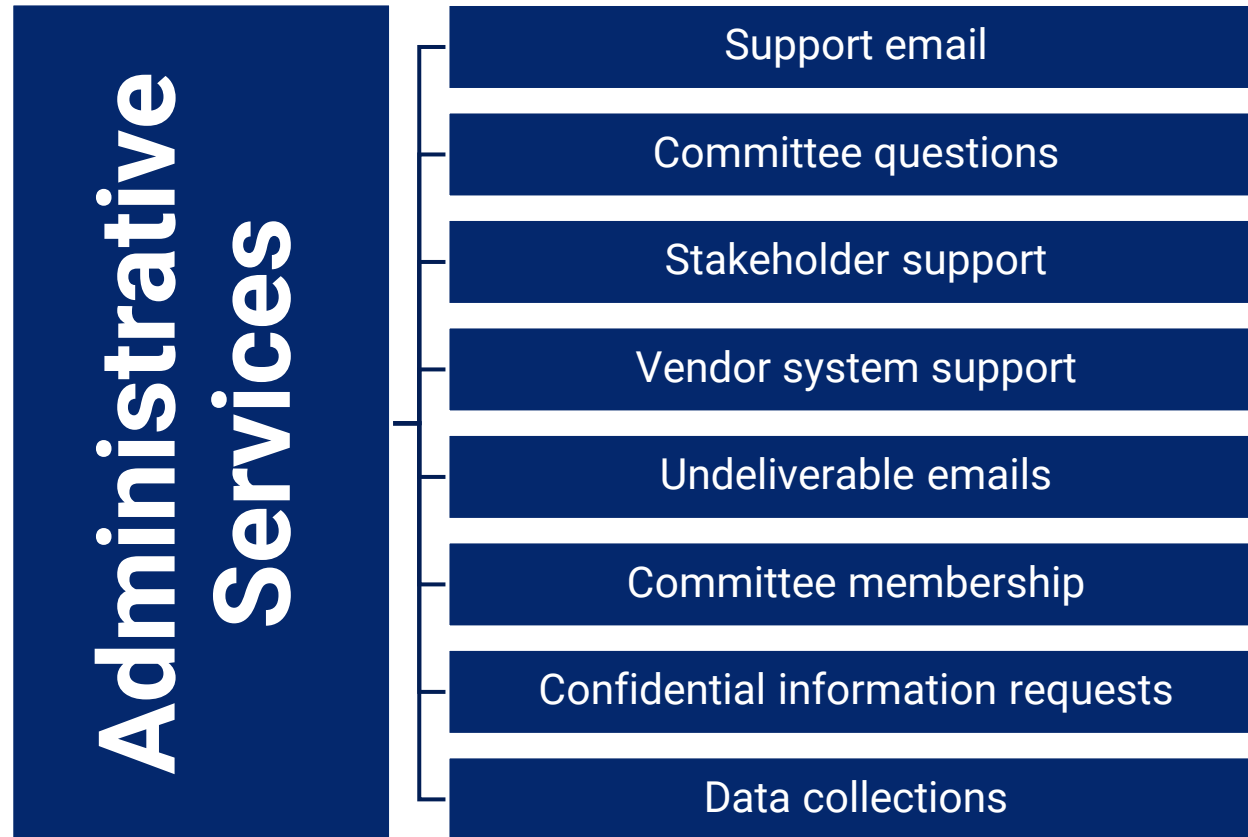 Administrative
Services
Support email
Committee questions
Stakeholder support
Vendor system support
Undeliverable emails
Committee membership
Confidential information requests
Data collections